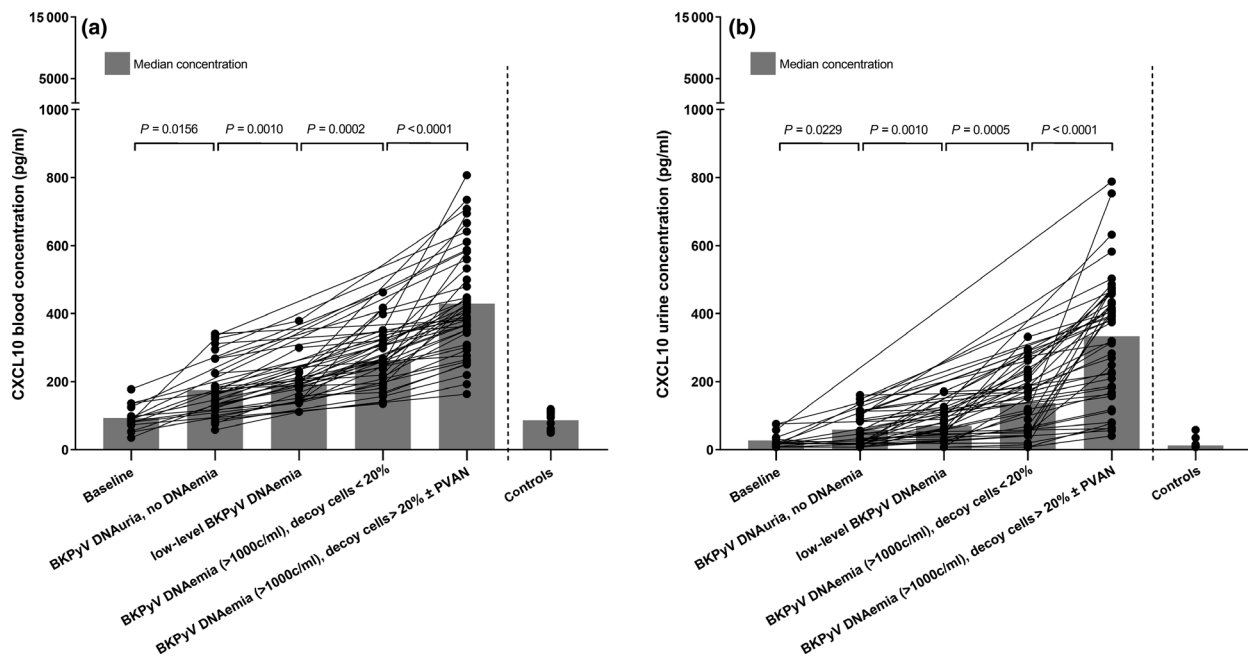 (a)
15 000
5000
1000
800
600
400
200
0
CXCL10 blood concentration (pg/ml)
Median concentration
P = 0.0156
P = 0.0010
P = 0.0002
P < 0.0001
Baseline
BKPyV DNAuria, no DNAemia
low-level BKPyV DNAemia
BKPyV DNAemia (>1000c/ml), decoy cells < 20%
BKPyV DNAemia (>1000c/ml), decoy cells > 20% ± PVAN
Controls
(b)
15 000
5000
1000
800
600
400
200
0
CXCL10 urine concentration (pg/ml)
Median concentration
P = 0.0229
P = 0.0010
P = 0.0005
P < 0.0001
Baseline
BKPyV DNAuria, no DNAemia
low-level BKPyV DNAemia
BKPyV DNAemia (>1000c/ml), decoy cells < 20%
BKPyV DNAemia (>1000c/ml), decoy cells > 20% ± PVAN
Controls